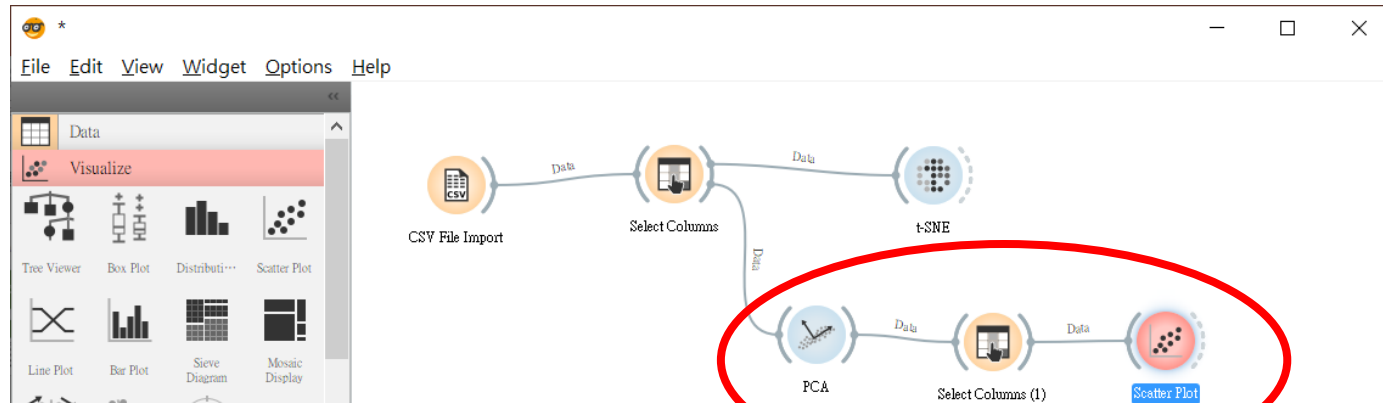 *
File Edit View Widget Options Help
Data
Visualize
Tree Viewer Box Plot Distributi··· Scatter Plot
Line Plot Bar Plot Sieve Diagram Mosaic Display
CSV
CSV File Import
Data
Select Columns
Data
t-SNE
Data
PCA
Data
Select Columns (1)
Data
Scatter Plot